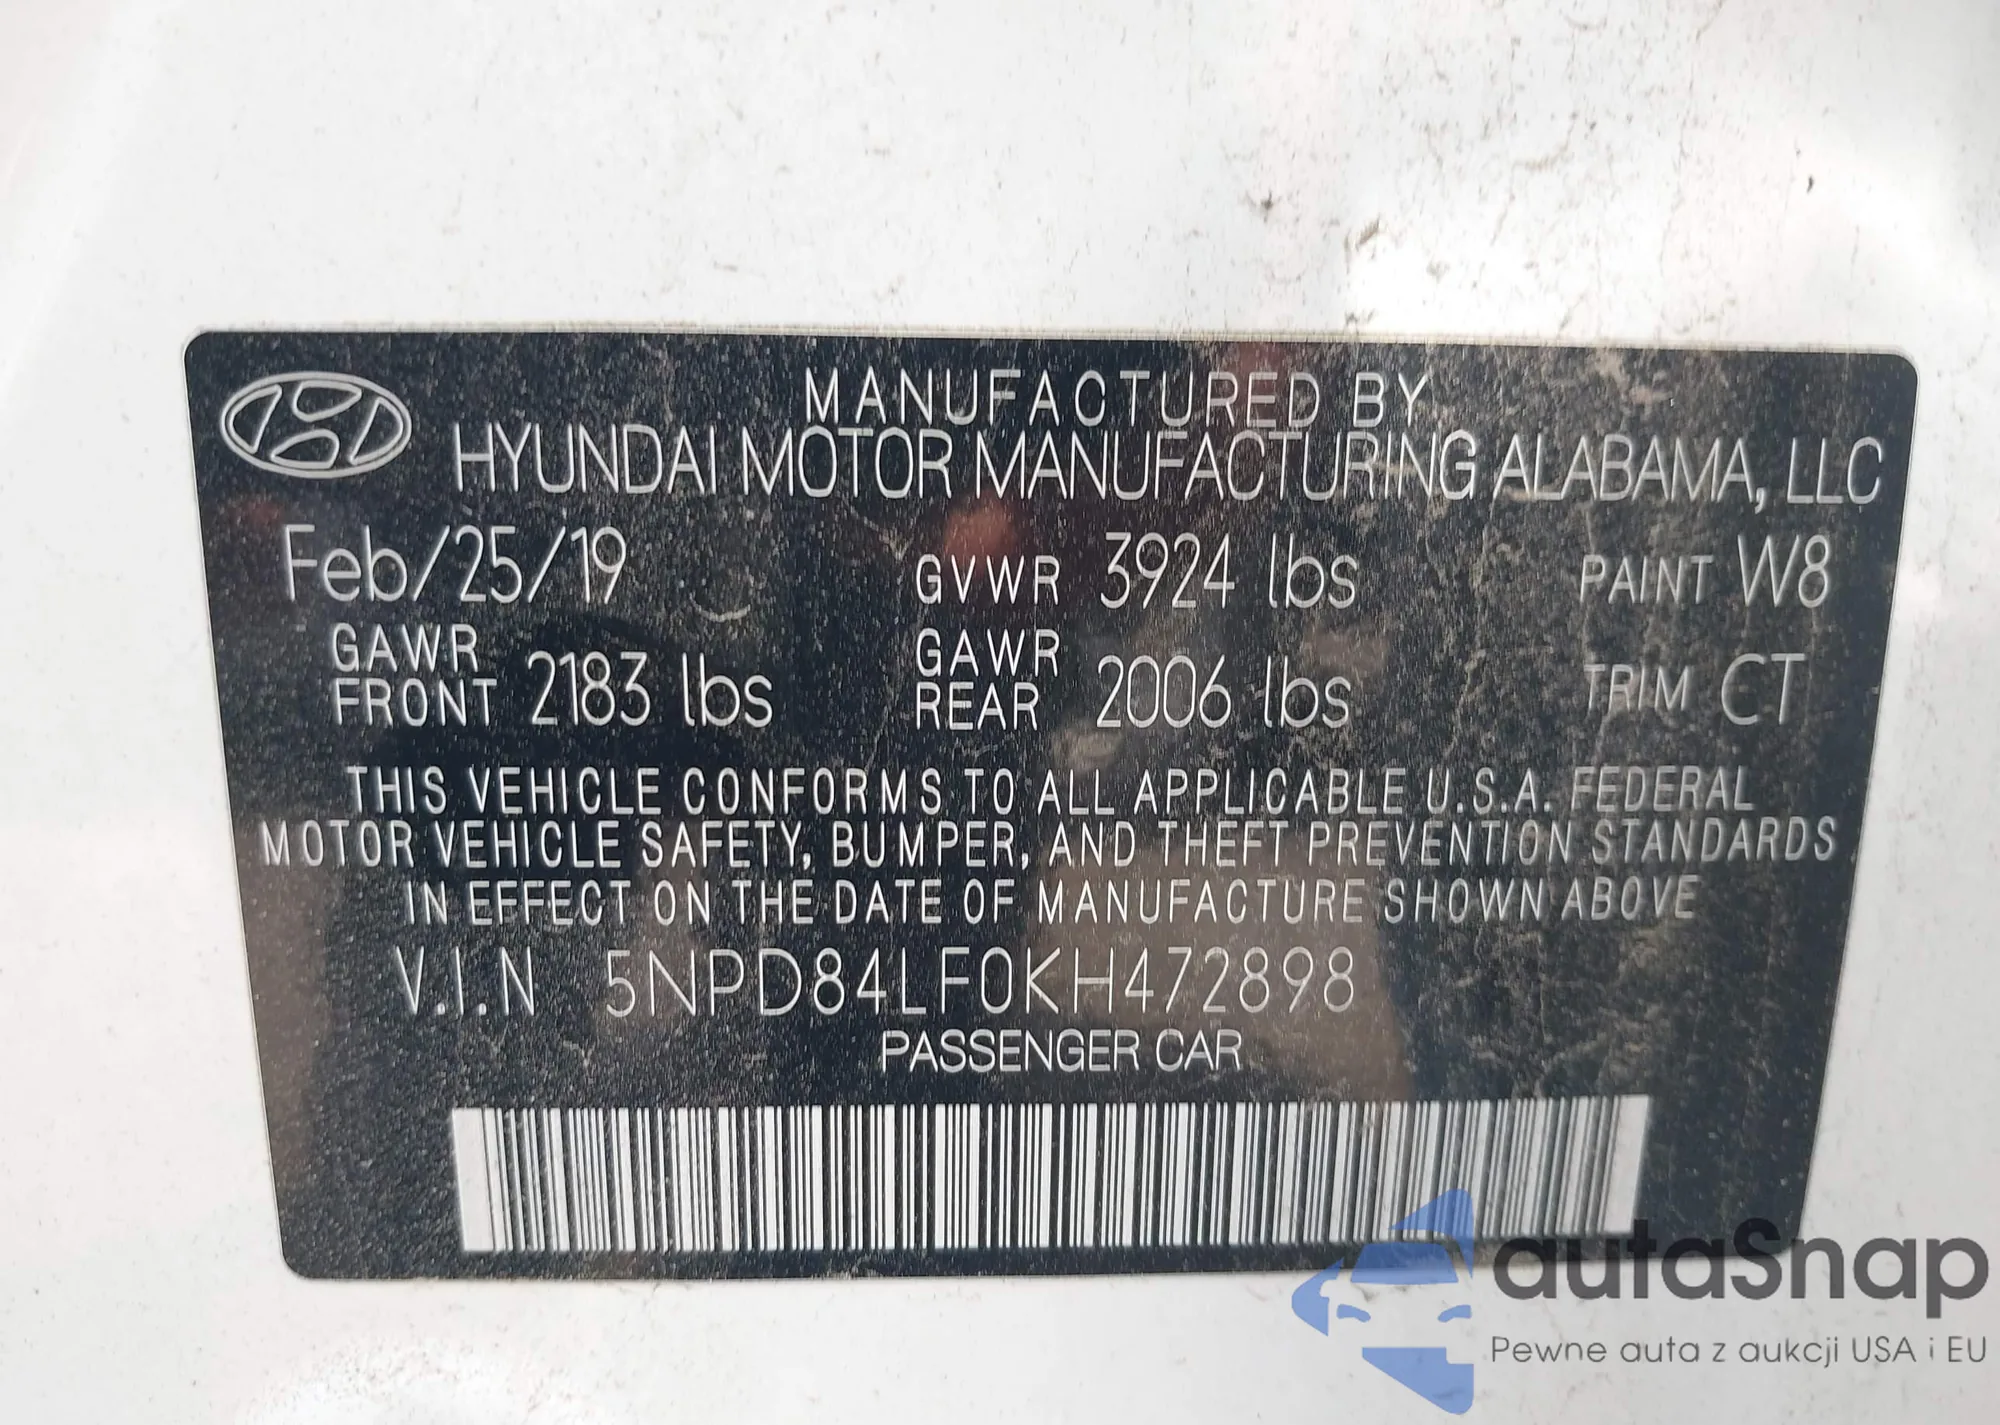 MANUFACTURED BY
HYUNDAI MOTOR MANUFACTURING ALABAMA, LLC
Feb/25/19 GVWR 3924 lbs PAINT W8
GAWR FRONT 2183 lbs GAWR REAR 2006 lbs TRIM CT
THIS VEHICLE CONFORMS TO ALL APPLICABLE U.S.A. FEDERAL
MOTOR VEHICLE SAFETY, BUMPER, AND THEFT PREVENTION STANDARDS
IN EFFECT ON THE DATE OF MANUFACTURE SHOWN ABOVE
V.I.N 5NPD84LF0KH472898
PASSENGER CAR
autaSnap
Pewne auta z aukcji USA i EU